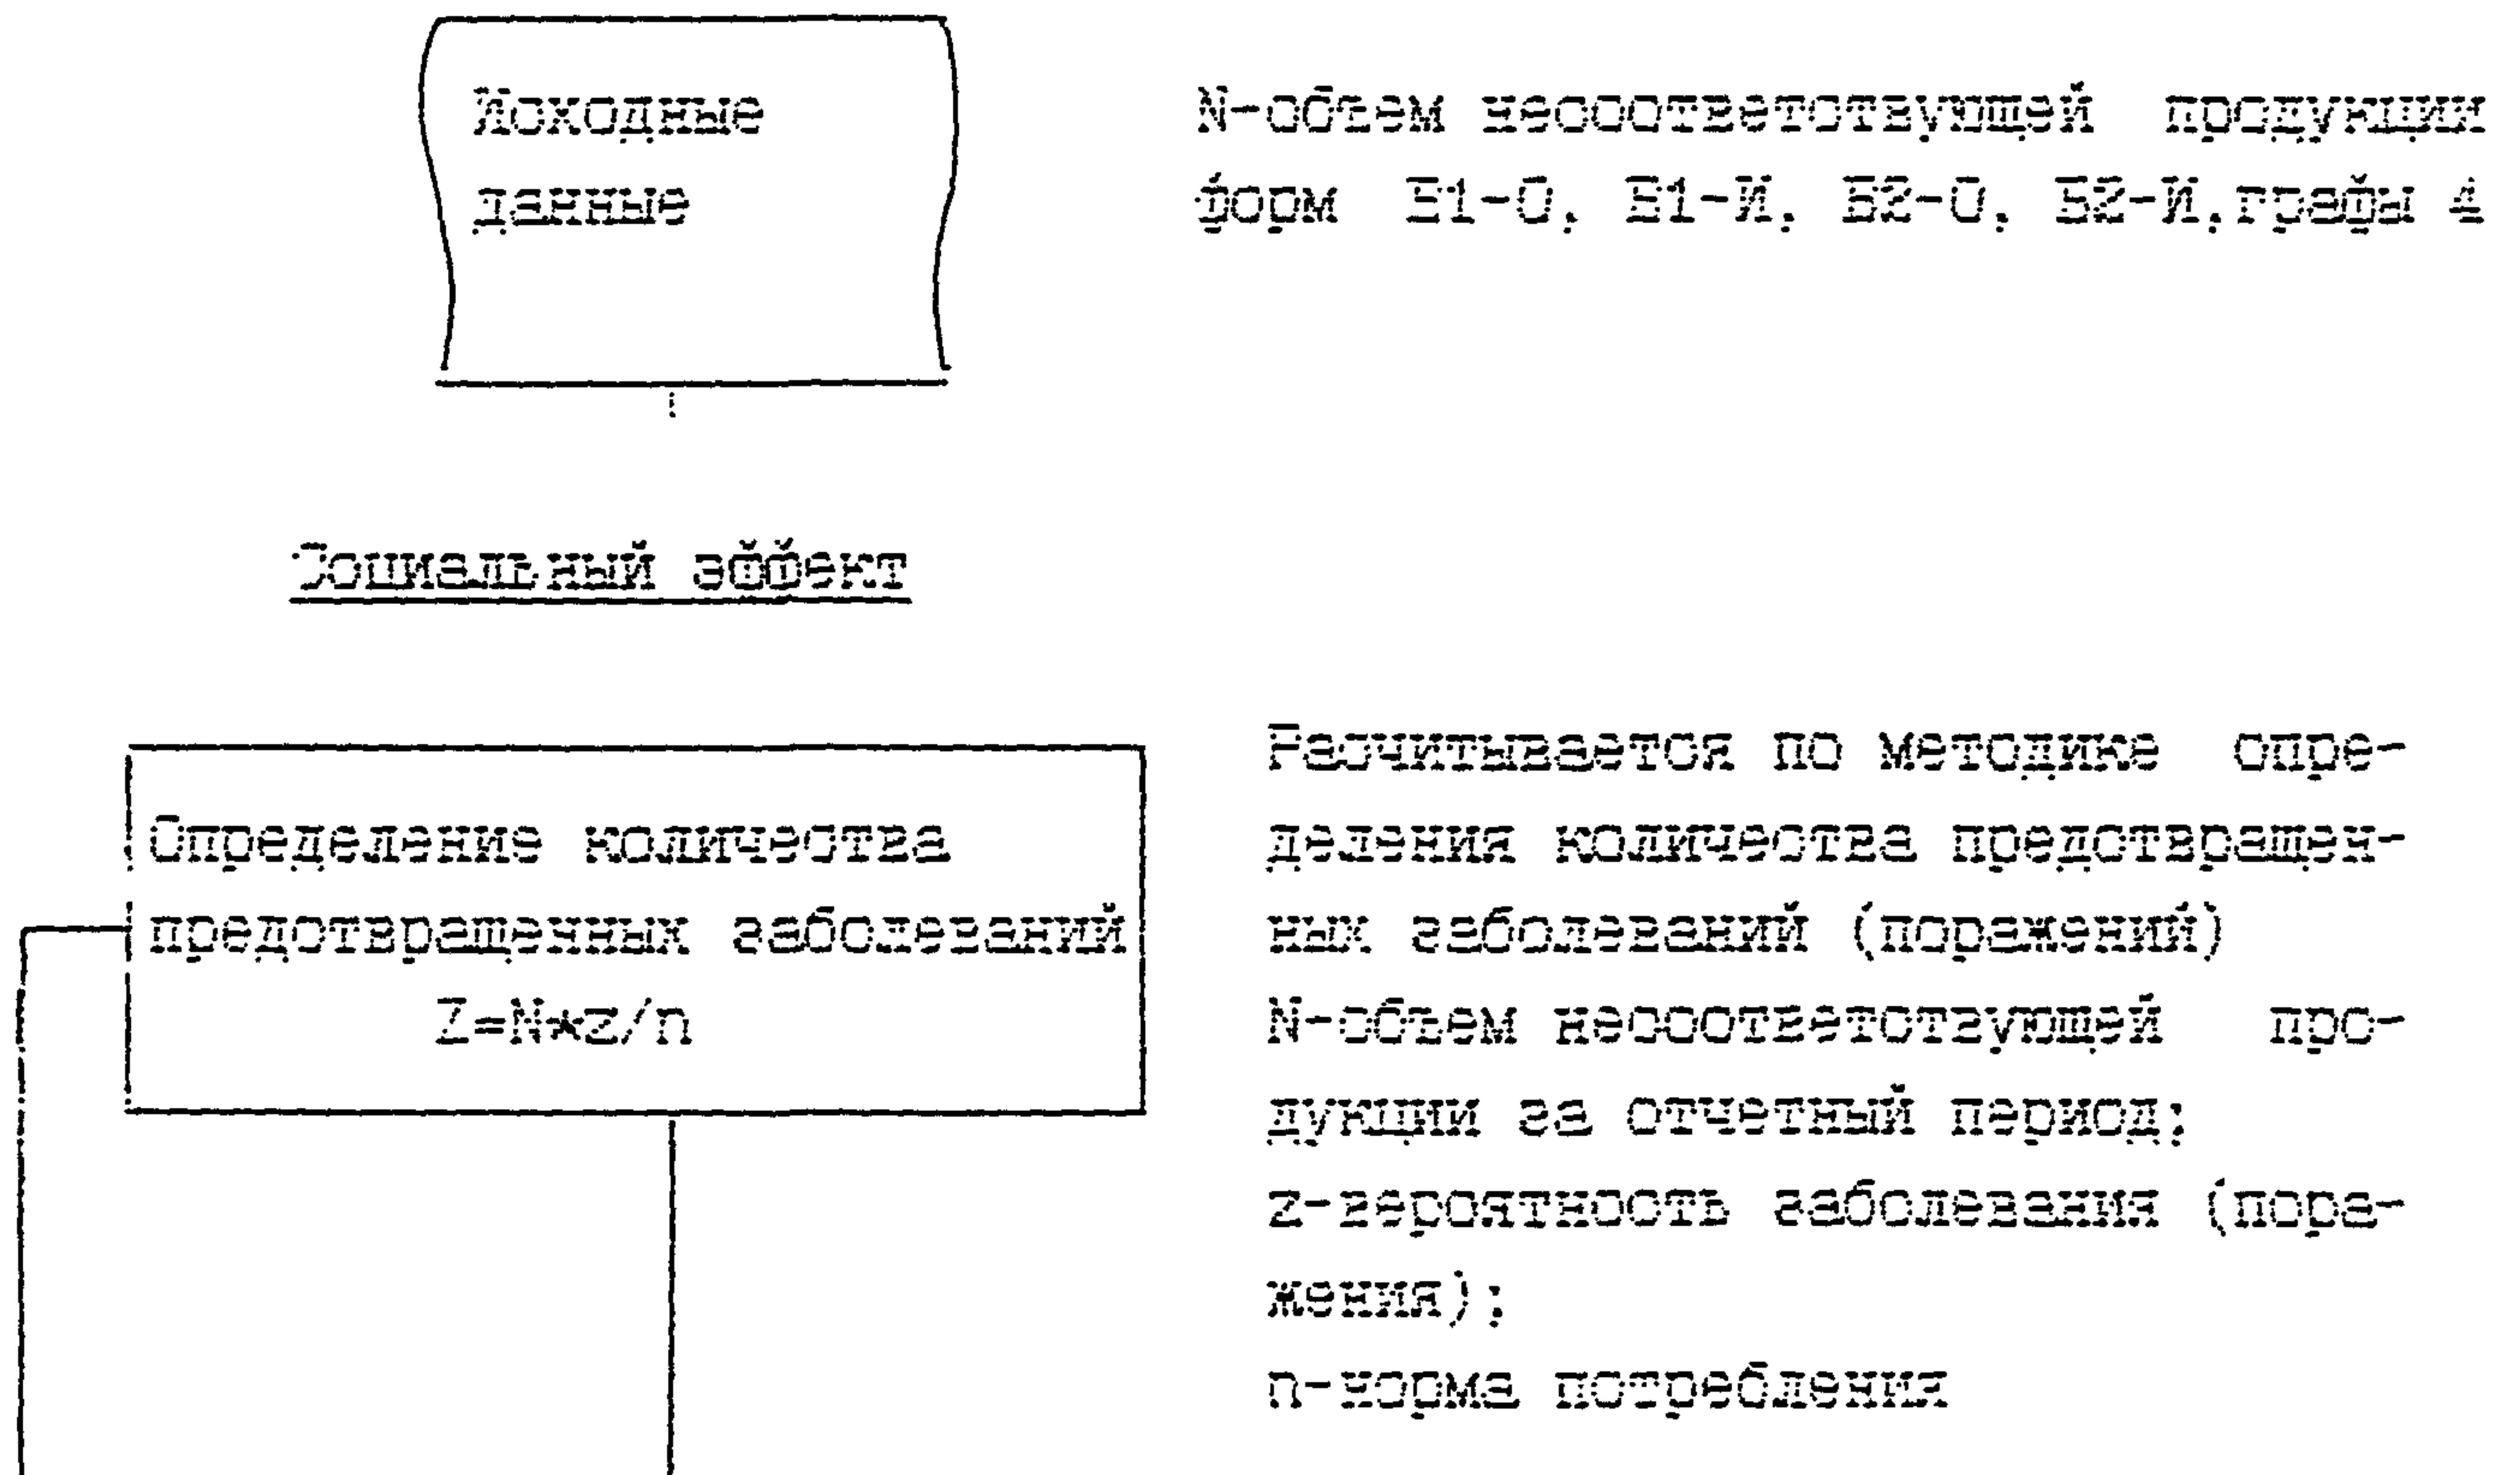 Исходные
данные
N-объем несоответствующей продукции
форм Б1-О, Б1-И, Б2-О, Б2-И,графы 4
Социальный эффект
Определение количества
предотвращенных заболеваний
Z=N*z/n
Расчитывается по методике опре-
деления количества предотвращен-
ных заболеваний (поражений)
N-объем несоответствующей про-
дукции за отчетный период;
z-вероятность заболевания (пора-
жения);
n-норма потребления